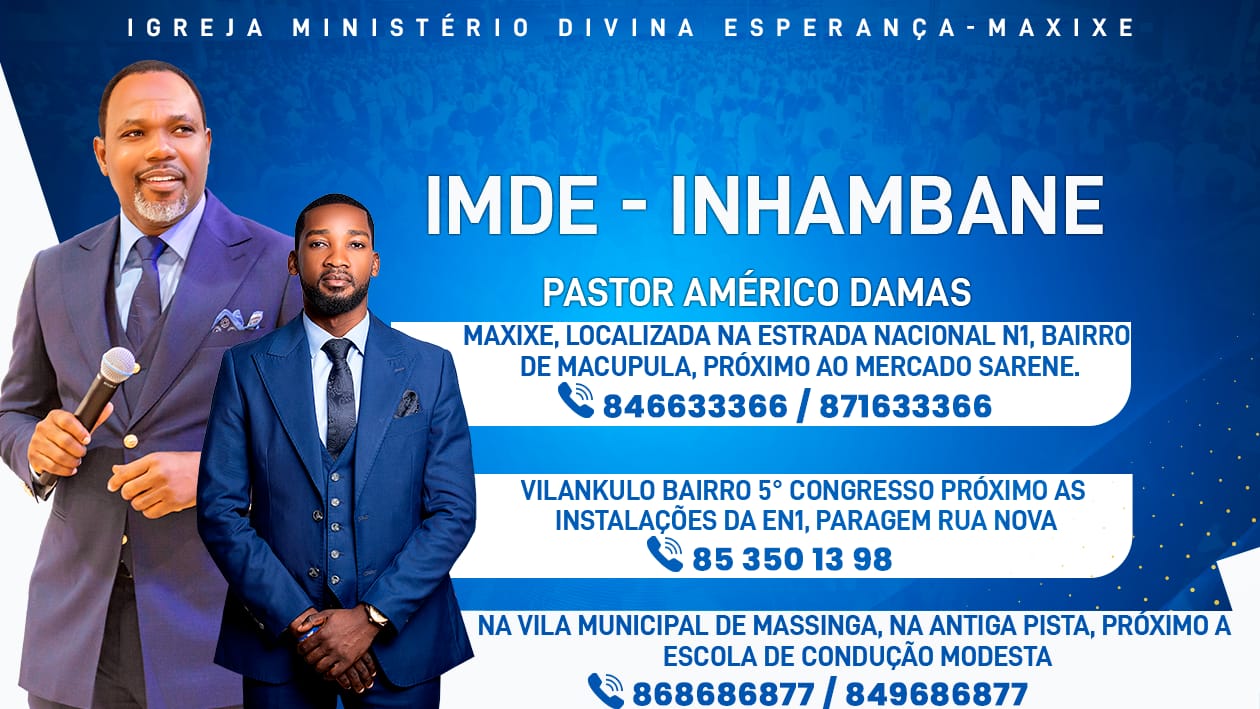 IGREJA MINISTÉRIO DIVINA ESPERANÇA-MAXIXE
IMDE - INHAMBANE
PASTOR AMÉRICO DAMAS
MAXIXE, LOCALIZADA NA ESTRADA NACIONAL N1, BAIRRO
DE MACUPULA, PRÓXIMO AO MERCADO SARENE.
846633366 / 871633366
VILANKULO BAIRRO 5° CONGRESSO PRÓXIMO AS
INSTALAÇÕES DA EN1, PARAGEM RUA NOVA
85 350 13 98
NA VILA MUNICIPAL DE MASSINGA, NA ANTIGA PISTA, PRÓXIMO A
ESCOLA DE CONDUÇÃO MODESTA
868686877 / 849686877